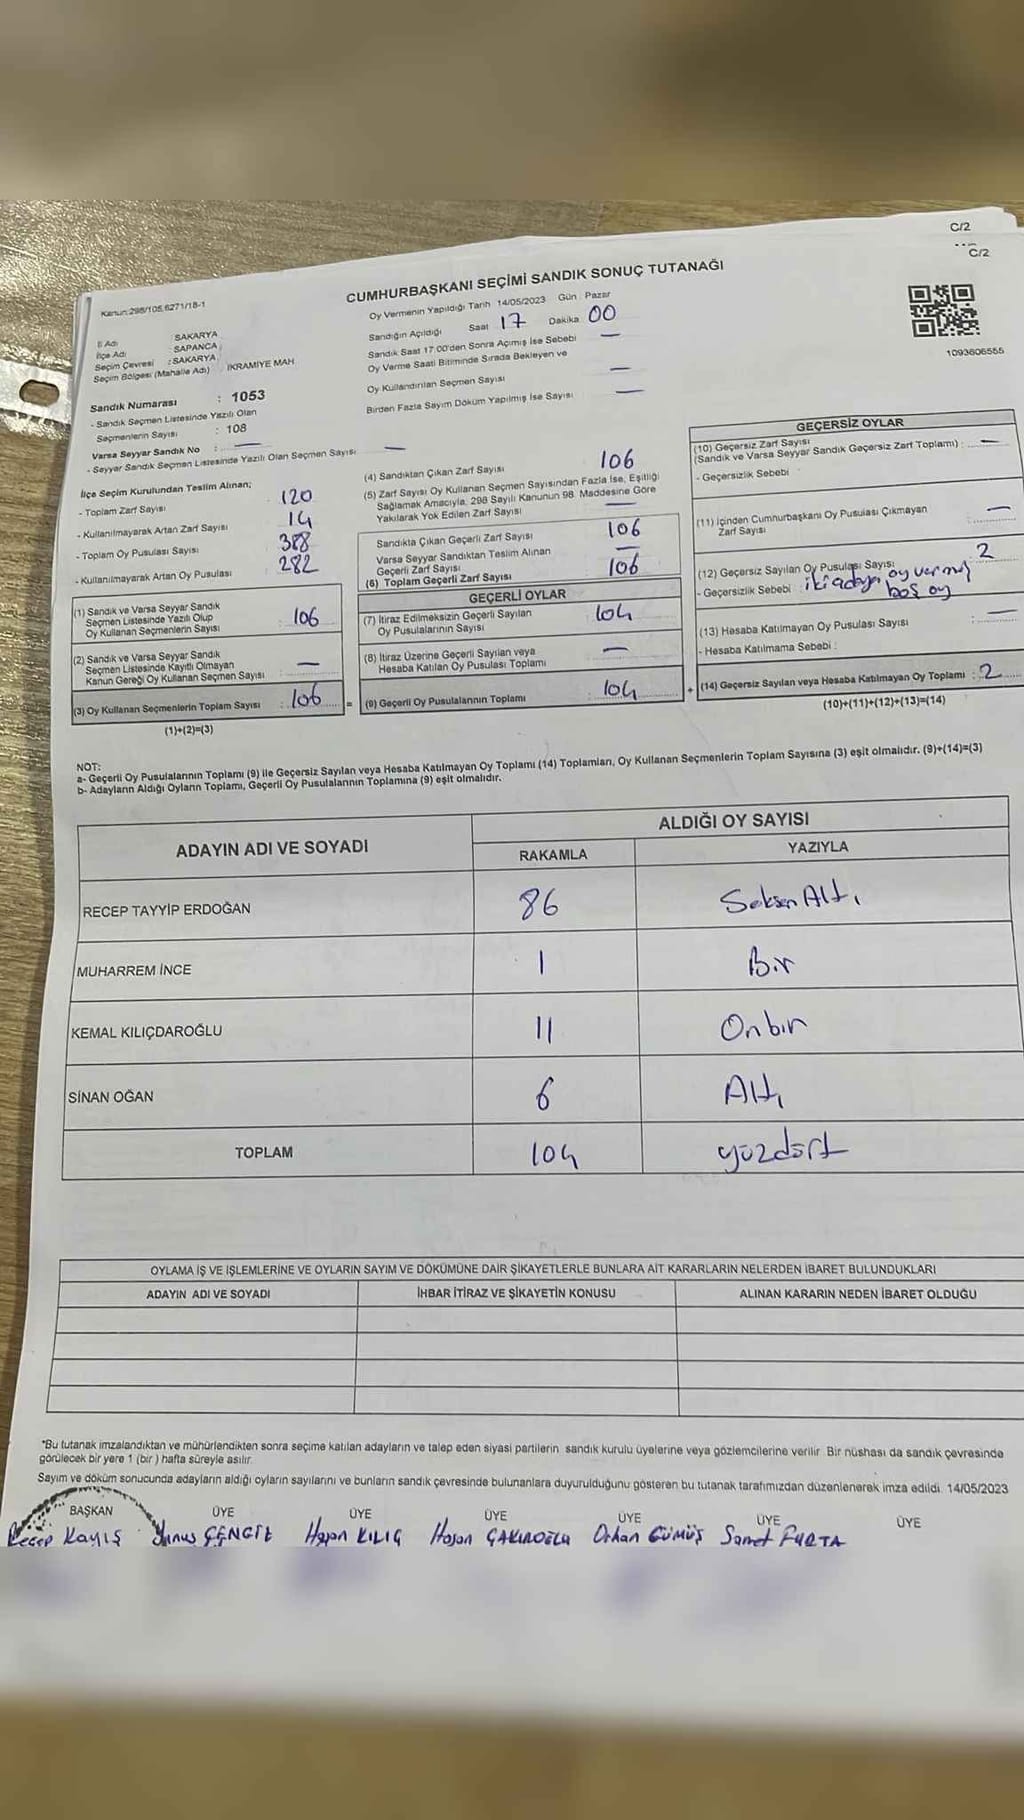 C/2
C/2
Kanun:298/105,6271/18-1
CUMHURBAŞKANI SEÇİMİ SANDIK SONUÇ TUTANAĞI
1093606555
İl Adı SAKARYA
İlçe Adı : SAPANCA
Seçim Çevresi : SAKARYA
Seçim Bölgesi (Mahalle Adı) İKRAMİYE MAH
Sandık Numarası : 1053
- Sandık Seçmen Listesinde Yazılı Olan
Seçmenlerin Sayısı : 108
Varsa Seyyar Sandık No : —
- Seyyar Sandık Seçmen Listesinde Yazılı Olan Seçmen Sayısı —
Oy Vermenin Yapıldığı Tarih 14/05/2023 Gün : Pazar
Sandığın Açıldığı Saat 17 Dakika 00
Sandık Saat 17:00'den Sonra Açımış İse Sebebi —
Oy Verme Saati Bitiminde Sırada Bekleyen ve
Oy Kullandırılan Seçmen Sayısı —
Birden Fazla Sayım Döküm Yapılmış İse Sayısı —
İlçe Seçim Kurulundan Teslim Alınan;
- Toplam Zarf Sayısı 120
- Kullanılmayarak Artan Zarf Sayısı 14
- Toplam Oy Pusulası Sayısı 388
- Kullanılmayarak Artan Oy Pusulası 282
(1) Sandık ve Varsa Seyyar Sandık
Seçmen Listesinde Yazılı Olup
Oy Kullanan Seçmenlerin Sayısı 106
(2) Sandık ve Varsa Seyyar Sandık
Seçmen Listesinde Kayıtlı Olmayan
Kanun Gereği Oy Kullanan Seçmen Sayısı —
(3) Oy Kullanan Seçmenlerin Toplam Sayısı : 106 =
(1)+(2)=(3)
(4) Sandıktan Çıkan Zarf Sayısı 106
(5) Zarf Sayısı Oy Kullanan Seçmen Sayısından Fazla İse, Eşitliği
Sağlamak Amacıyla, 298 Sayılı Kanunun 98. Maddesine Göre
Yakılarak Yok Edilen Zarf Sayısı —
Sandıkta Çıkan Geçerli Zarf Sayısı 106
Varsa Seyyar Sandıktan Teslim Alınan
Geçerli Zarf Sayısı —
(6) Toplam Geçerli Zarf Sayısı 106
GEÇERLİ OYLAR
(7) İtiraz Edilmeksizin Geçerli Sayılan
Oy Pusulalarının Sayısı 104
(8) İtiraz Üzerine Geçerli Sayılan veya
Hesaba Katılan Oy Pusulası Toplamı —
(9) Geçerli Oy Pusulalarının Toplamı 104 +
GEÇERSİZ OYLAR
(10) Geçersiz Zarf Sayısı
(Sandık ve Varsa Seyyar Sandık Geçersiz Zarf Toplamı) : —
- Geçersizlik Sebebi
(11) İçinden Cumhurbaşkanı Oy Pusulası Çıkmayan
Zarf Sayısı —
(12) Geçersiz Sayılan Oy Pusulası Sayısı 2
- Geçersizlik Sebebi : iki adaya oy vermiş
boş oy
(13) Hesaba Katılmayan Oy Pusulası Sayısı —
- Hesaba Katılmama Sebebi :
(14) Geçersiz Sayılan veya Hesaba Katılmayan Oy Toplamı : 2
(10)+(11)+(12)+(13)=(14)
NOT:
a- Geçerli Oy Pusulalarının Toplamı (9) ile Geçersiz Sayılan veya Hesaba Katılmayan Oy Toplamı (14) Toplamları, Oy Kullanan Seçmenlerin Toplam Sayısına (3) eşit olmalıdır. (9)+(14)=(3)
b- Adayların Aldığı Oyların Toplamı, Geçerli Oy Pusulalarının Toplamına (9) eşit olmalıdır.
ADAYIN ADI VE SOYADI ALDIĞI OY SAYISI
RAKAMLA YAZIYLA
RECEP TAYYİP ERDOĞAN 86 Seksen Altı
MUHARREM İNCE 1 Bir
KEMAL KILIÇDAROĞLU 11 Onbir
SİNAN OĞAN 6 Altı
TOPLAM 104 yüzdört
OYLAMA İŞ VE İŞLEMLERİNE VE OYLARIN SAYIM VE DÖKÜMÜNE DAİR ŞİKAYETLERLE BUNLARA AİT KARARLARIN NELERDEN İBARET BULUNDUKLARI
ADAYIN ADI VE SOYADI İHBAR İTİRAZ VE ŞİKAYETİN KONUSU ALINAN KARARIN NEDEN İBARET OLDUĞU
*Bu tutanak imzalandıktan ve mühürlendikten sonra seçime katılan adayların ve talep eden siyasi partilerin sandık kurulu üyelerine veya gözlemcilerine verilir. Bir nüshası da sandık çevresinde
görülecek bir yere 1 (bir ) hafta süreyle asılır.
Sayım ve döküm sonucunda adayların aldığı oyların sayılarını ve bunların sandık çevresinde bulunanlara duyurulduğunu gösteren bu tutanak tarafımızdan düzenlenerek imza edildi. 14/05/2023
BAŞKAN ÜYE ÜYE ÜYE ÜYE ÜYE ÜYE
Recep Kayış Yunus ÇENGİZ Hasan KILIÇ Hasan ÇAKIROĞLU Orhan GÜMÜŞ Samet FURTA